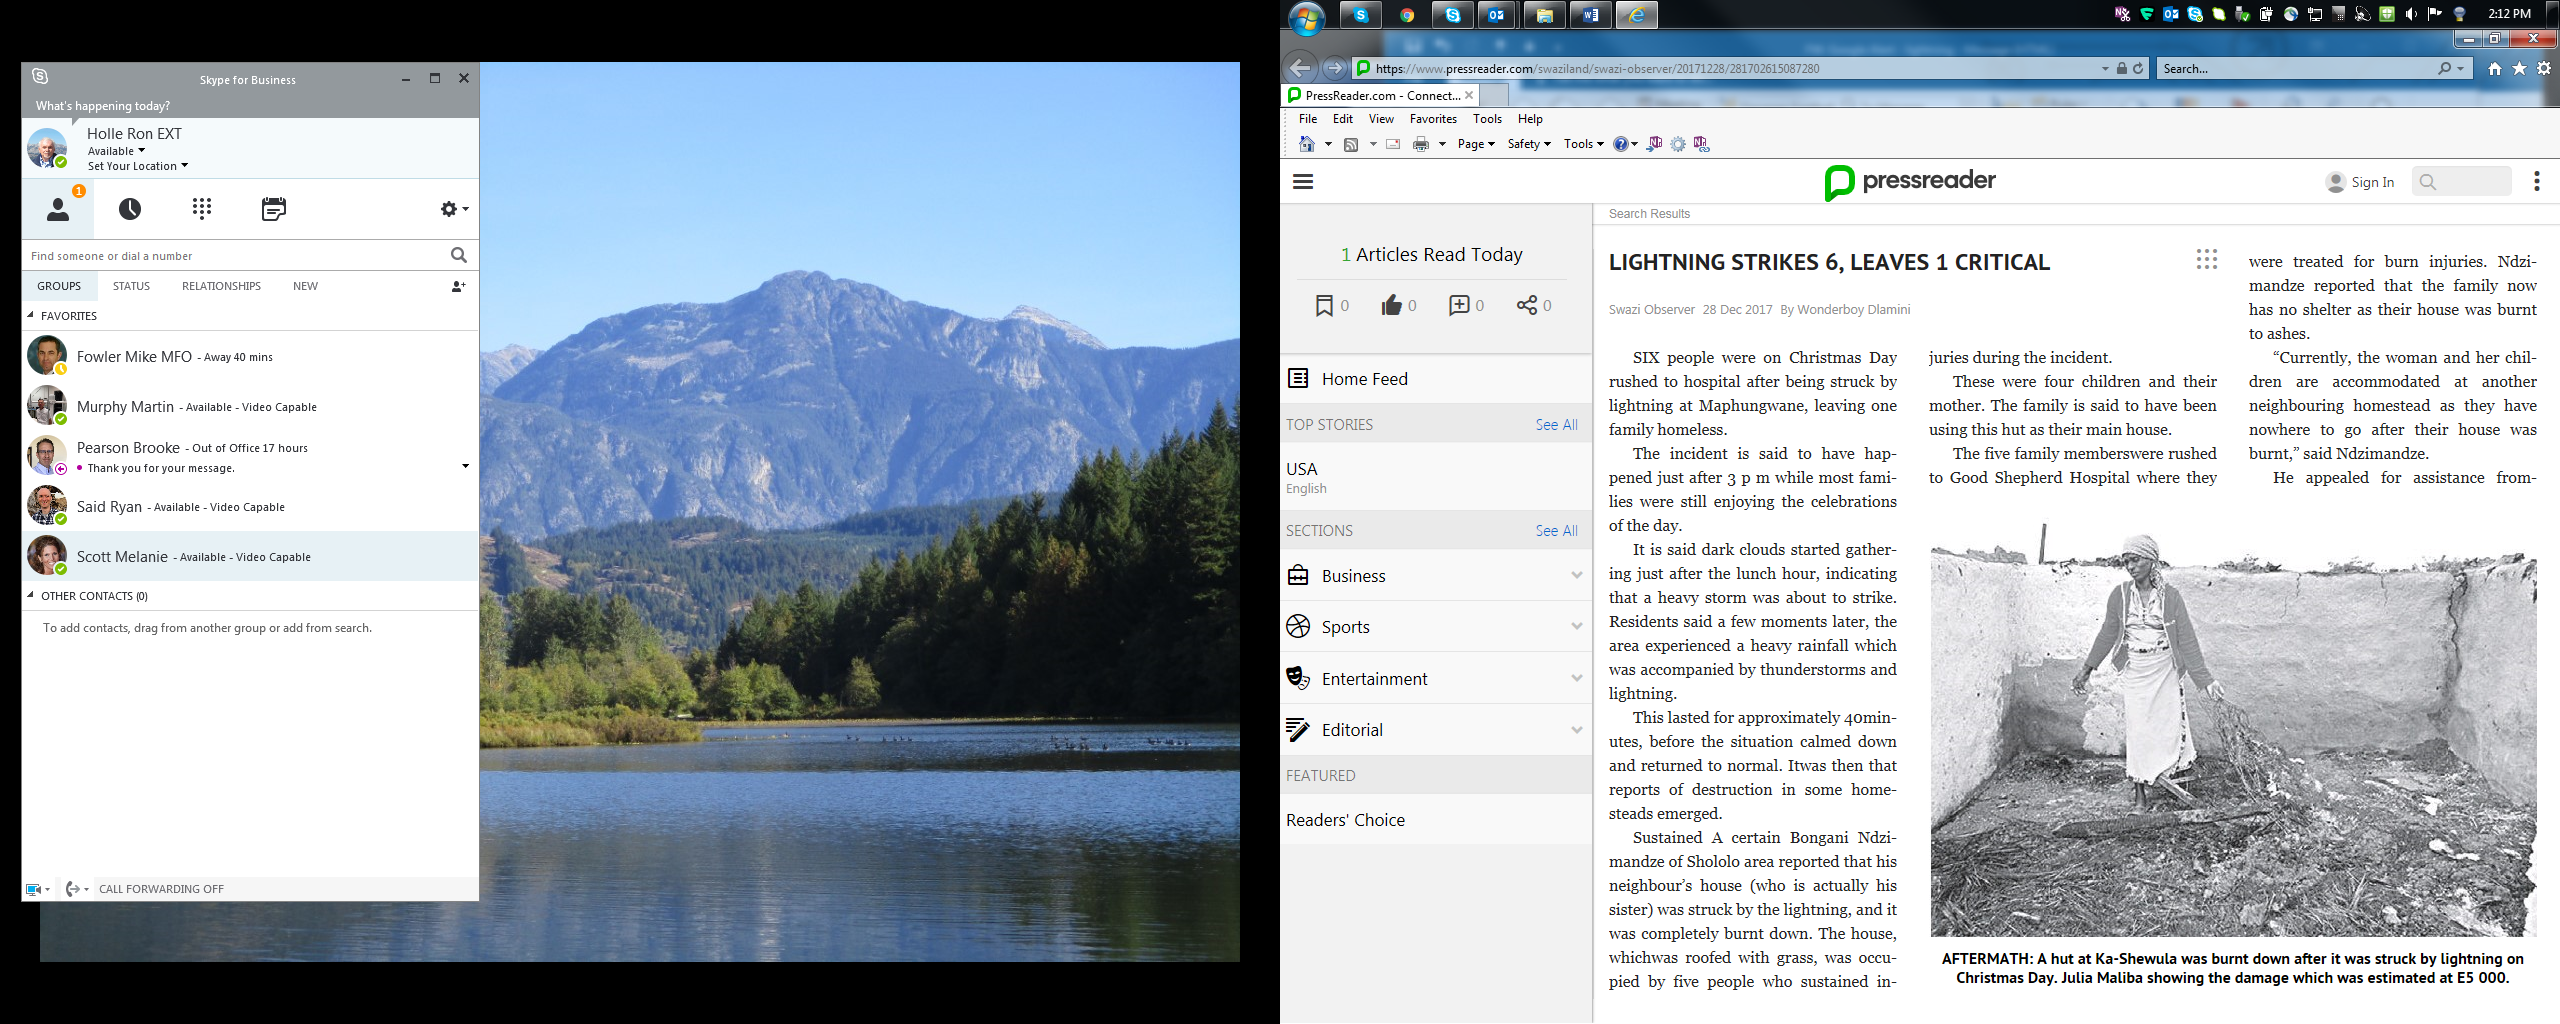 Skype for Business
What's happening today?
Holle Ron EXT
Available
Set Your Location
1
Find someone or dial a number
GROUPS STATUS RELATIONSHIPS NEW
FAVORITES
Fowler Mike MFO - Away 40 mins
Murphy Martin - Available - Video Capable
Pearson Brooke - Out of Office 17 hours
Thank you for your message.
Said Ryan - Available - Video Capable
Scott Melanie - Available - Video Capable
OTHER CONTACTS (0)
To add contacts, drag from another group or add from search.
CALL FORWARDING OFF
2:12 PM
https://www.pressreader.com/swaziland/swazi-observer/20171228/281702615087280
Search...
PressReader.com - Connect...
File Edit View Favorites Tools Help
Page Safety Tools
pressreader
Sign In
1 Articles Read Today
0 0 0 0
Home Feed
TOP STORIES See All
USA
English
SECTIONS See All
Business
Sports
Entertainment
Editorial
FEATURED
Readers' Choice
Search Results
LIGHTNING STRIKES 6, LEAVES 1 CRITICAL
Swazi Observer 28 Dec 2017 By Wonderboy Dlamini
SIX people were on Christmas Day
rushed to hospital after being struck by
lightning at Maphungwane, leaving one
family homeless.
The incident is said to have hap-
pened just after 3 p m while most fami-
lies were still enjoying the celebrations
of the day.
It is said dark clouds started gather-
ing just after the lunch hour, indicating
that a heavy storm was about to strike.
Residents said a few moments later, the
area experienced a heavy rainfall which
was accompanied by thunderstorms and
lightning.
This lasted for approximately 40min-
utes, before the situation calmed down
and returned to normal. Itwas then that
reports of destruction in some home-
steads emerged.
Sustained A certain Bongani Ndzi-
mandze of Shololo area reported that his
neighbour's house (who is actually his
sister) was struck by the lightning, and it
was completely burnt down. The house,
whichwas roofed with grass, was occu-
pied by five people who sustained in-
juries during the incident.
These were four children and their
mother. The family is said to have been
using this hut as their main house.
The five family memberswere rushed
to Good Shepherd Hospital where they
were treated for burn injuries. Ndzi-
mandze reported that the family now
has no shelter as their house was burnt
to ashes.
“Currently, the woman and her chil-
dren are accommodated at another
neighbouring homestead as they have
nowhere to go after their house was
burnt,” said Ndzimandze.
He appealed for assistance from-
AFTERMATH: A hut at Ka-Shewula was burnt down after it was struck by lightning on
Christmas Day. Julia Maliba showing the damage which was estimated at E5 000.